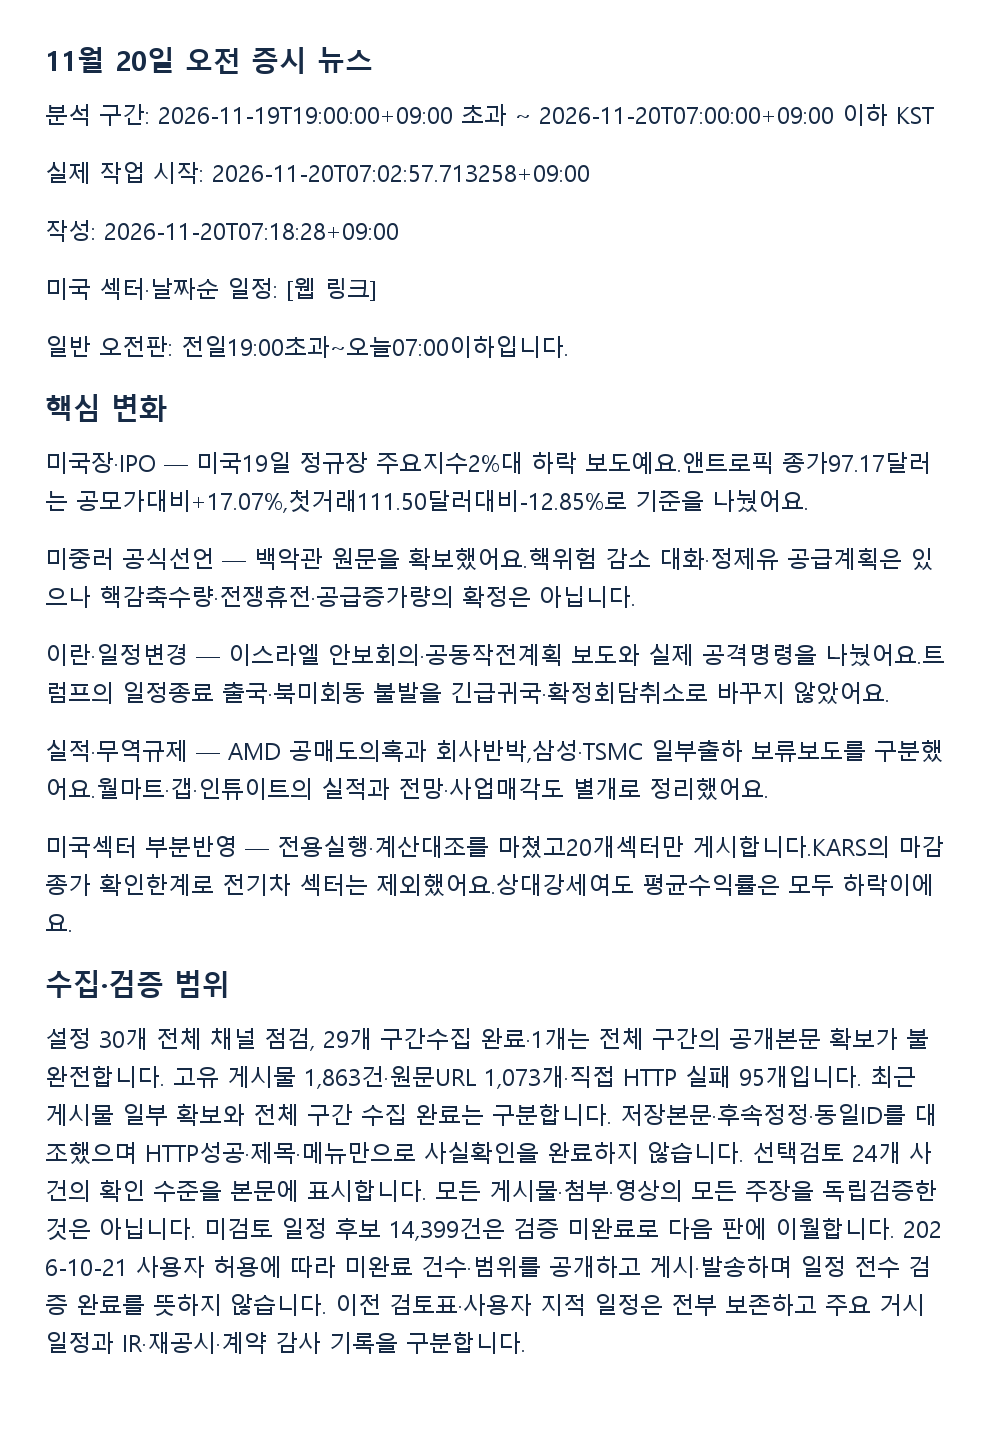 11월 20일 오전 증시 뉴스
분석 구간: 2026-11-19T19:00:00+09:00 초과 ~ 2026-11-20T07:00:00+09:00 이하 KST
실제 작업 시작: 2026-11-20T07:02:57.713258+09:00
작성: 2026-11-20T07:18:28+09:00
미국 섹터·날짜순 일정: [웹 링크]
일반 오전판: 전일19:00초과~오늘07:00이하입니다.
핵심 변화
미국장·IPO — 미국19일 정규장 주요지수2%대 하락 보도예요.앤트로픽 종가97.17달러
는 공모가대비+17.07%,첫거래111.50달러대비-12.85%로 기준을 나눴어요.
미중러 공식선언 — 백악관 원문을 확보했어요.핵위험 감소 대화·정제유 공급계획은 있
으나 핵감축수량·전쟁휴전·공급증가량의 확정은 아닙니다.
이란·일정변경 — 이스라엘 안보회의·공동작전계획 보도와 실제 공격명령을 나눴어요.트
럼프의 일정종료 출국·북미회동 불발을 긴급귀국·확정회담취소로 바꾸지 않았어요.
실적·무역규제 — AMD 공매도의혹과 회사반박,삼성·TSMC 일부출하 보류보도를 구분했
어요.월마트·갭·인튜이트의 실적과 전망·사업매각도 별개로 정리했어요.
미국섹터 부분반영 — 전용실행·계산대조를 마쳤고20개섹터만 게시합니다.KARS의 마감
종가 확인한계로 전기차 섹터는 제외했어요.상대강세여도 평균수익률은 모두 하락이에
요.
수집·검증 범위
설정 30개 전체 채널 점검, 29개 구간수집 완료·1개는 전체 구간의 공개본문 확보가 불
완전합니다. 고유 게시물 1,863건·원문URL 1,073개·직접 HTTP 실패 95개입니다. 최근
게시물 일부 확보와 전체 구간 수집 완료는 구분합니다. 저장본문·후속정정·동일ID를 대
조했으며 HTTP성공·제목·메뉴만으로 사실확인을 완료하지 않습니다. 선택검토 24개 사
건의 확인 수준을 본문에 표시합니다. 모든 게시물·첨부·영상의 모든 주장을 독립검증한
것은 아닙니다. 미검토 일정 후보 14,399건은 검증 미완료로 다음 판에 이월합니다. 202
6-10-21 사용자 허용에 따라 미완료 건수·범위를 공개하고 게시·발송하며 일정 전수 검
증 완료를 뜻하지 않습니다. 이전 검토표·사용자 지적 일정은 전부 보존하고 주요 거시
일정과 IR·재공시·계약 감사 기록을 구분합니다.